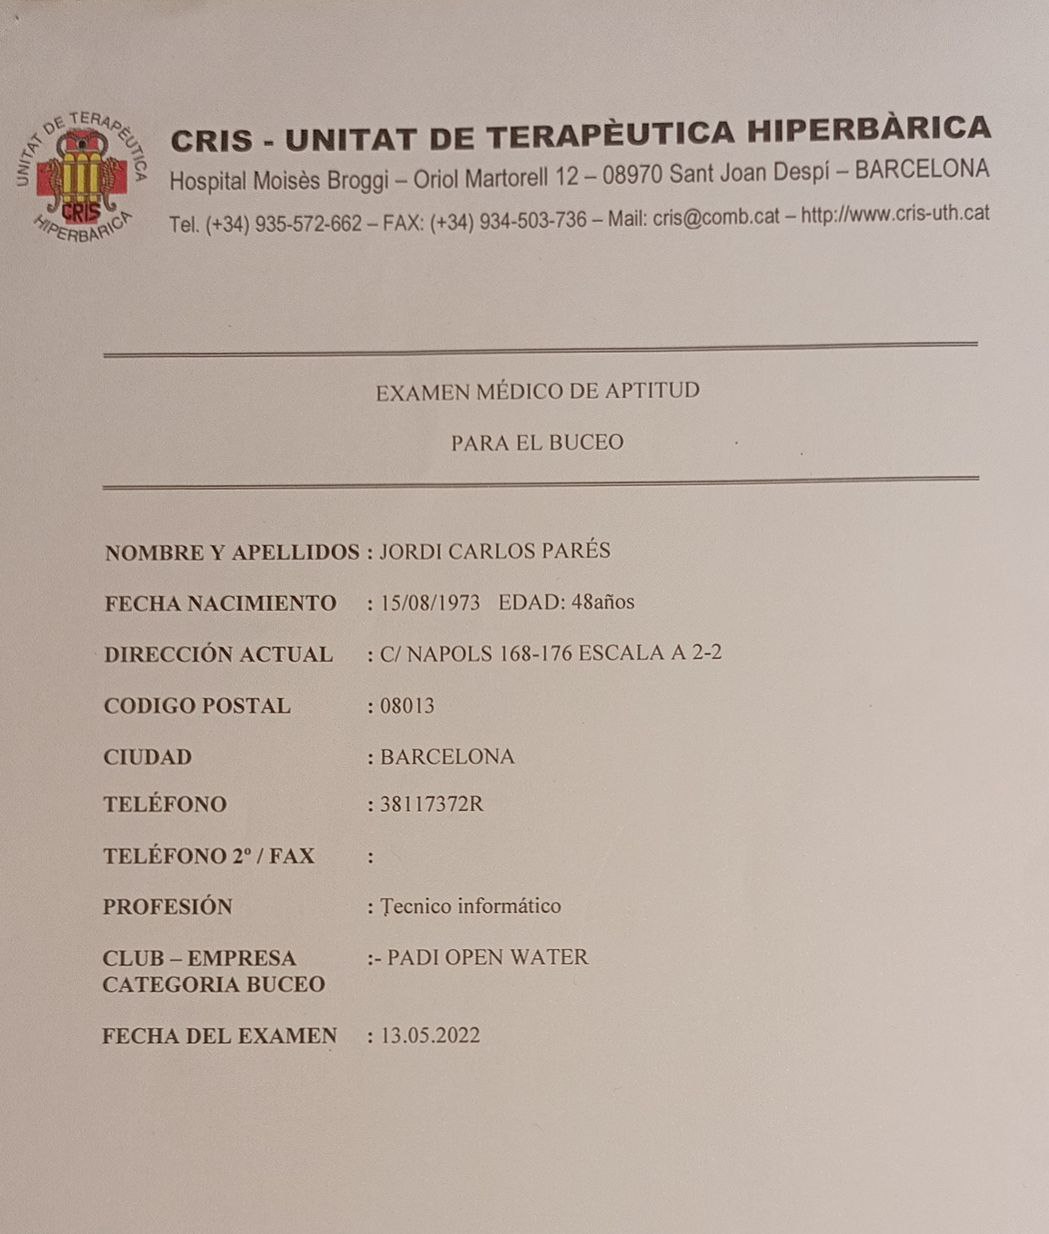 UNITAT DE TERAPÈUTICA
CRIS
HIPERBÀRICA
CRIS - UNITAT DE TERAPÈUTICA HIPERBÀRICA
Hospital Moisès Broggi – Oriol Martorell 12 – 08970 Sant Joan Despí – BARCELONA
Tel. (+34) 935-572-662 – FAX: (+34) 934-503-736 – Mail: cris@comb.cat – http://www.cris-uth.cat
EXAMEN MÉDICO DE APTITUD
PARA EL BUCEO
NOMBRE Y APELLIDOS : JORDI CARLOS PARÉS
FECHA NACIMIENTO : 15/08/1973 EDAD: 48años
DIRECCIÓN ACTUAL : C/ NAPOLS 168-176 ESCALA A 2-2
CODIGO POSTAL : 08013
CIUDAD : BARCELONA
TELÉFONO : 38117372R
TELÉFONO 2º / FAX :
PROFESIÓN : Tecnico informático
CLUB – EMPRESA :- PADI OPEN WATER
CATEGORIA BUCEO
FECHA DEL EXAMEN : 13.05.2022